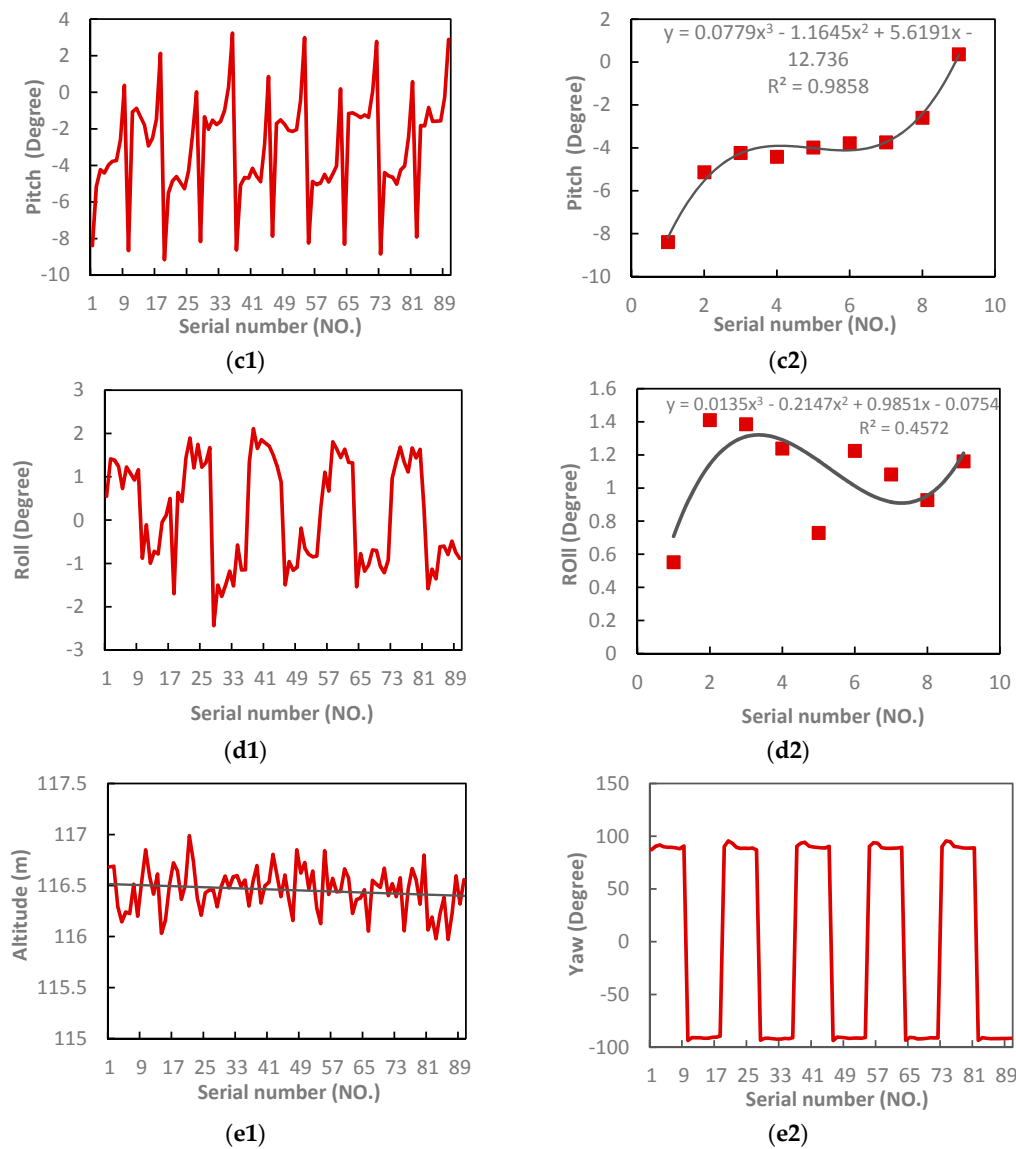 4
2
0
-2
-4
-6
-8
-10
Pitch (Degree)
1 9 17 25 33 41 49 57 65 73 81 89
Serial number (NO.)
(c1)
y = 0.0779x³ - 1.1645x² + 5.6191x -
12.736
R² = 0.9858
2
0
-2
-4
-6
-8
-10
Pitch (Degree)
0 2 4 6 8 10
Serial number (NO.)
(c2)
3
2
1
0
-1
-2
-3
Roll (Degree)
1 9 17 25 33 41 49 57 65 73 81 89
Serial number (NO.)
(d1)
y = 0.0135x³ - 0.2147x² + 0.9851x - 0.0754
R² = 0.4572
1.6
1.4
1.2
1
0.8
0.6
0.4
0.2
0
ROll (Degree)
0 2 4 6 8 10
Serial number (NO.)
(d2)
117.5
117
116.5
116
115.5
115
Altitude (m)
1 9 17 25 33 41 49 57 65 73 81 89
Serial number (NO.)
(e1)
150
100
50
0
-50
-100
Yaw (Degree)
1 9 17 25 33 41 49 57 65 73 81 89
Serial number (NO.)
(e2)